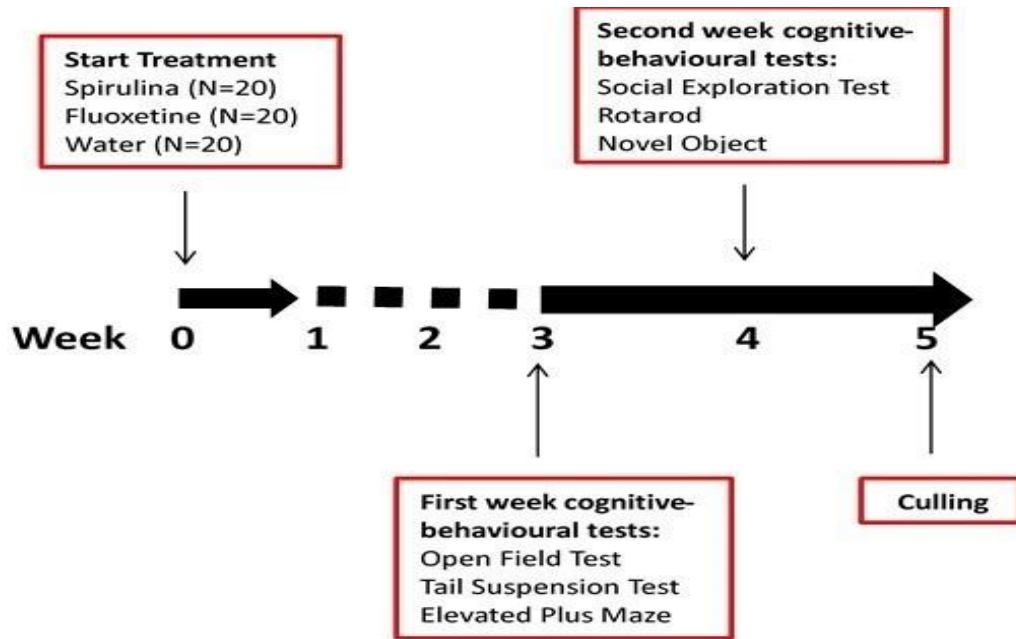 Start Treatment
Spirulina (N=20)
Fluoxetine (N=20)
Water (N=20)
Second week cognitive-
behavioural tests:
Social Exploration Test
Rotarod
Novel Object
Week 0 1 2 3 4 5
First week cognitive-
behavioural tests:
Open Field Test
Tail Suspension Test
Elevated Plus Maze
Culling